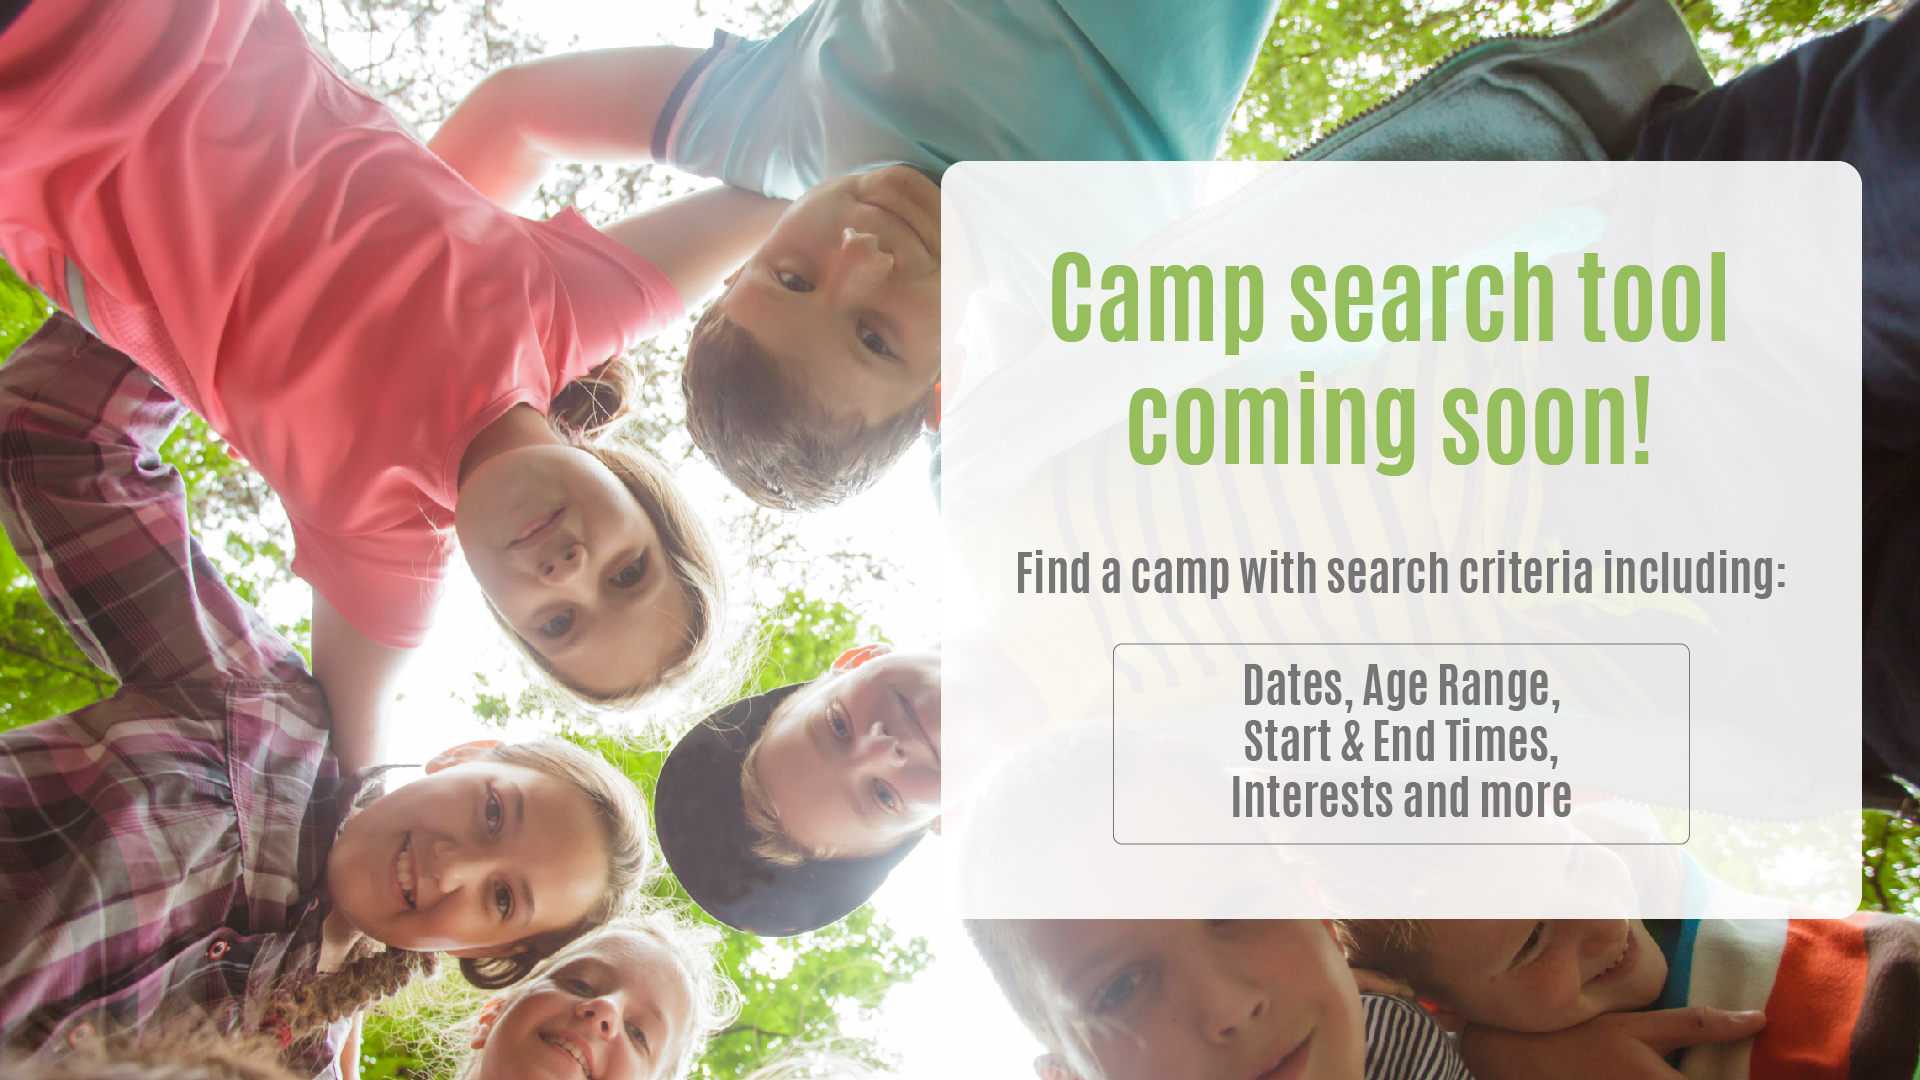 Camp search tool
coming soon!
Find a camp with search criteria including:
Dates, Age Range,
Start & End Times,
Interests and more